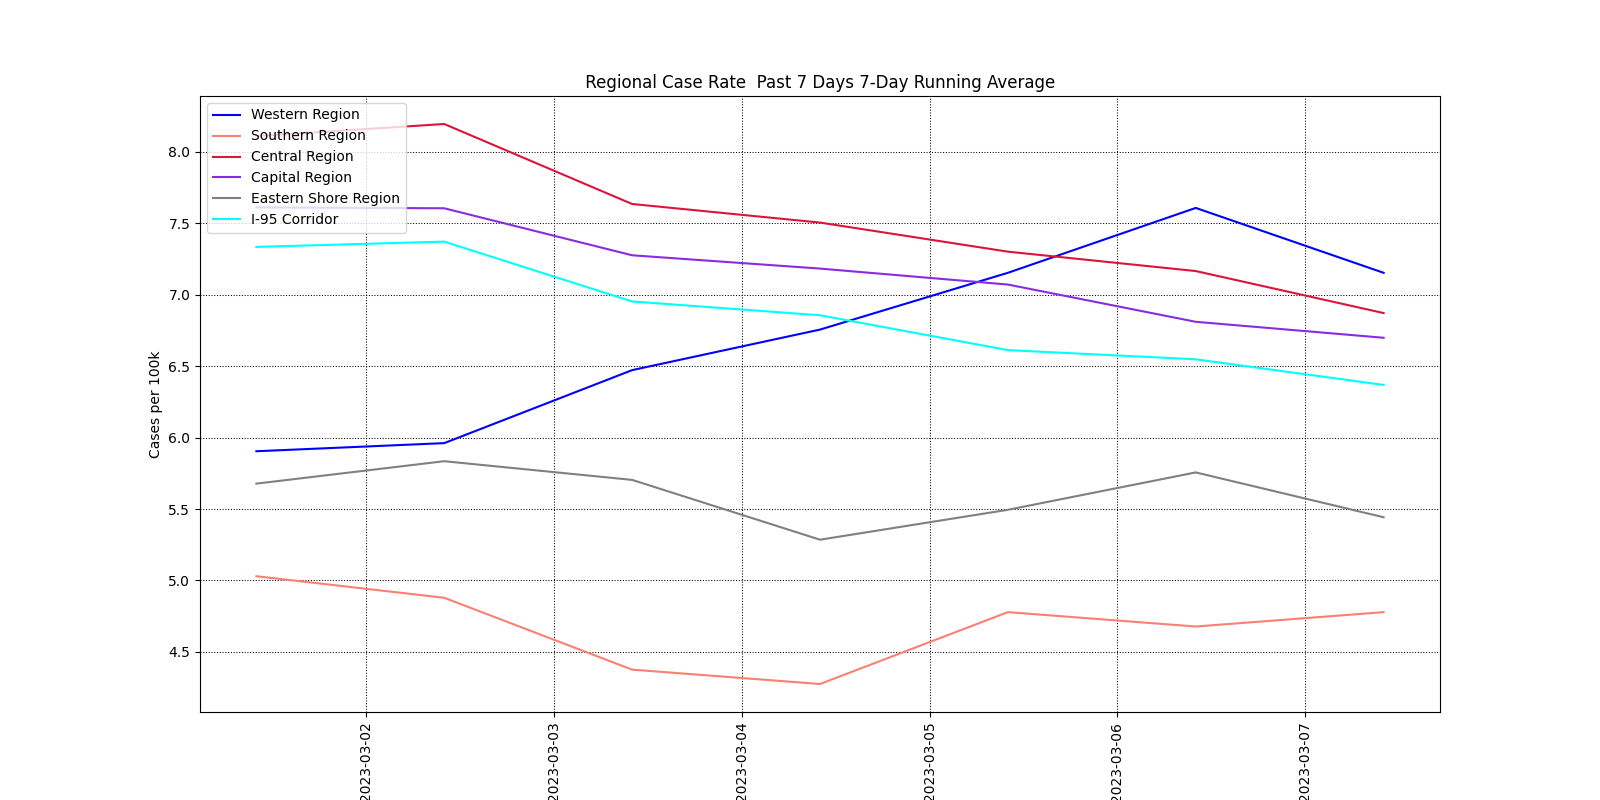 Regional Case Rate  Past 7 Days 7-Day Running Average
Western Region
Southern Region
Central Region
Capital Region
Eastern Shore Region
I-95 Corridor
Cases per 100k
8.0
7.5
7.0
6.5
6.0
5.5
5.0
4.5
2023-03-02
2023-03-03
2023-03-04
2023-03-05
2023-03-06
2023-03-07